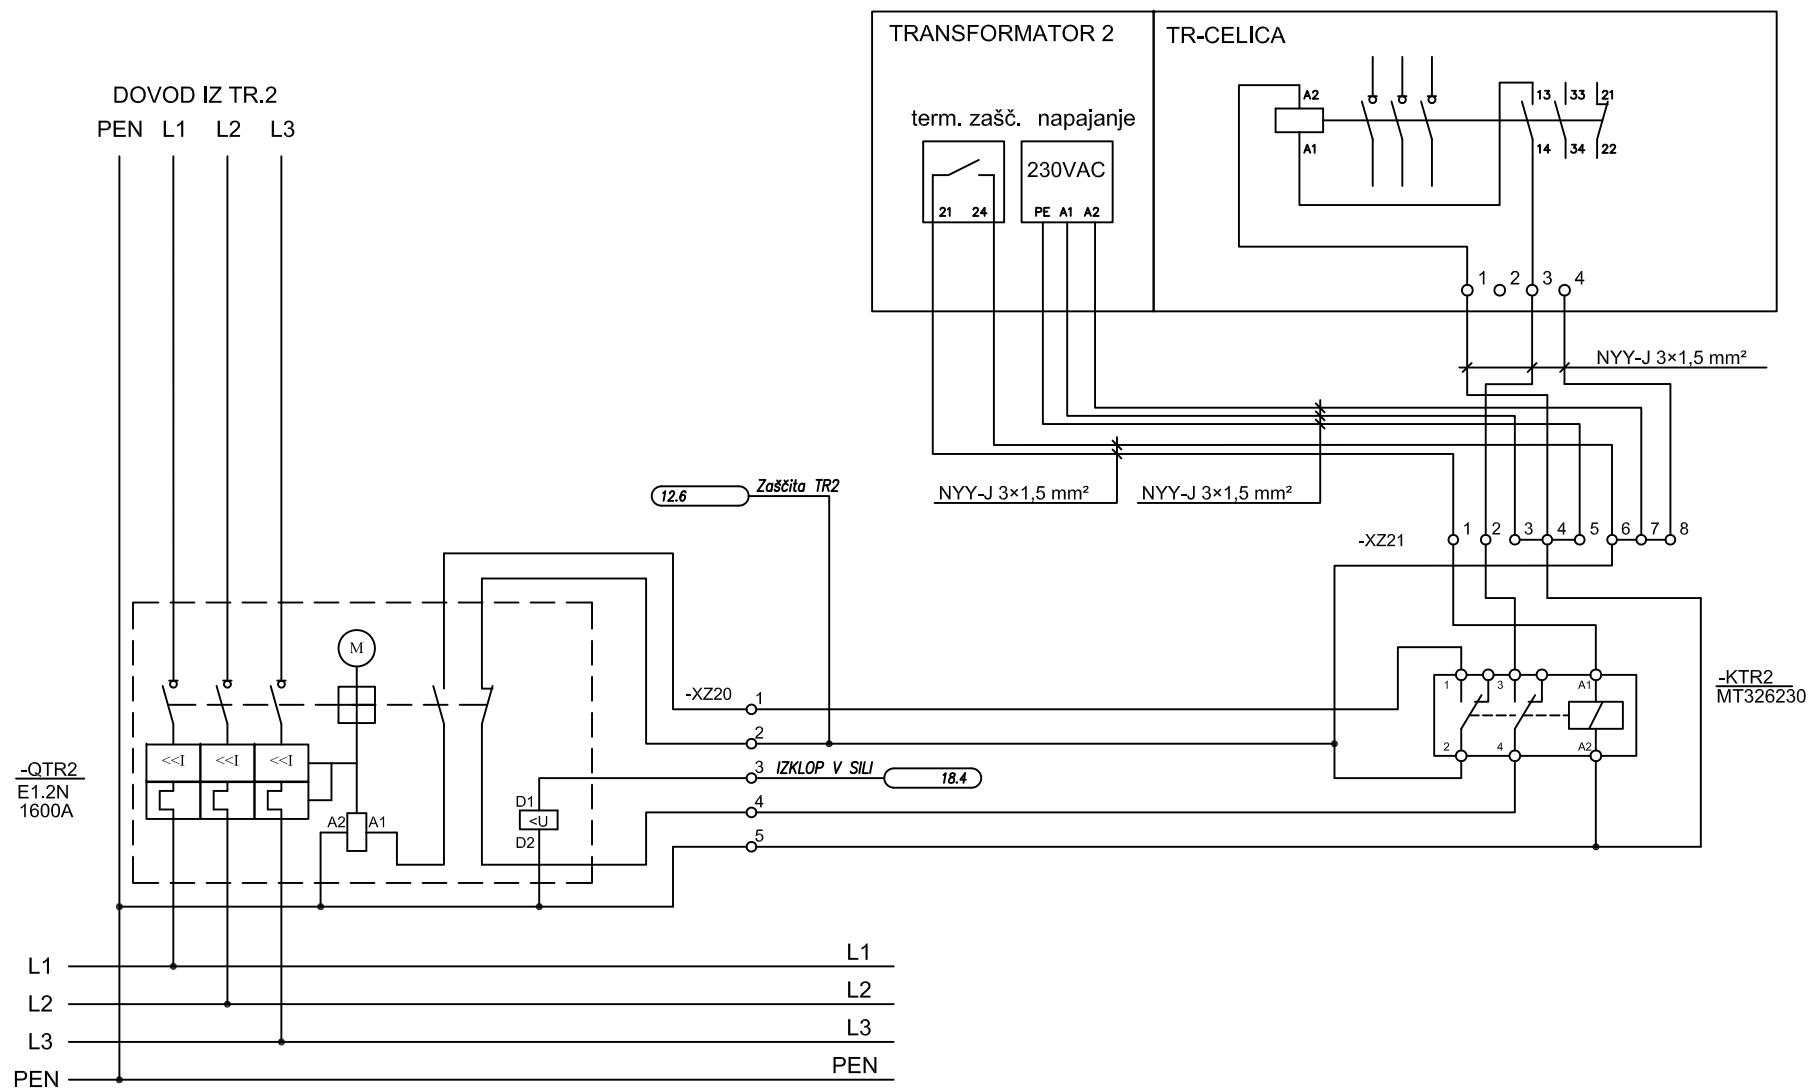 TRANSFORMATOR 2
TR-CELICA
DOVOD IZ TR.2
PEN L1 L2 L3
term. zašč. napajanje
230VAC
21 24
PE A1 A2
A2
A1
13 33 21
14 34 22
1 2 3 4
NYY-J 3×1,5 mm²
NYY-J 3×1,5 mm²
NYY-J 3×1,5 mm²
12.6
Zaščita TR2
-XZ21
1 2 3 4 5 6 7 8
M
-XZ20
1
2
3
4
5
IZKLOP V SILI
18.4
1 3 A1
2 4 A2
-KTR2
MT326230
-QTR2
E1.2N
1600A
<<I <<I <<I
A2 A1
D1
<U
D2
L1 L1
L2 L2
L3 L3
PEN PEN